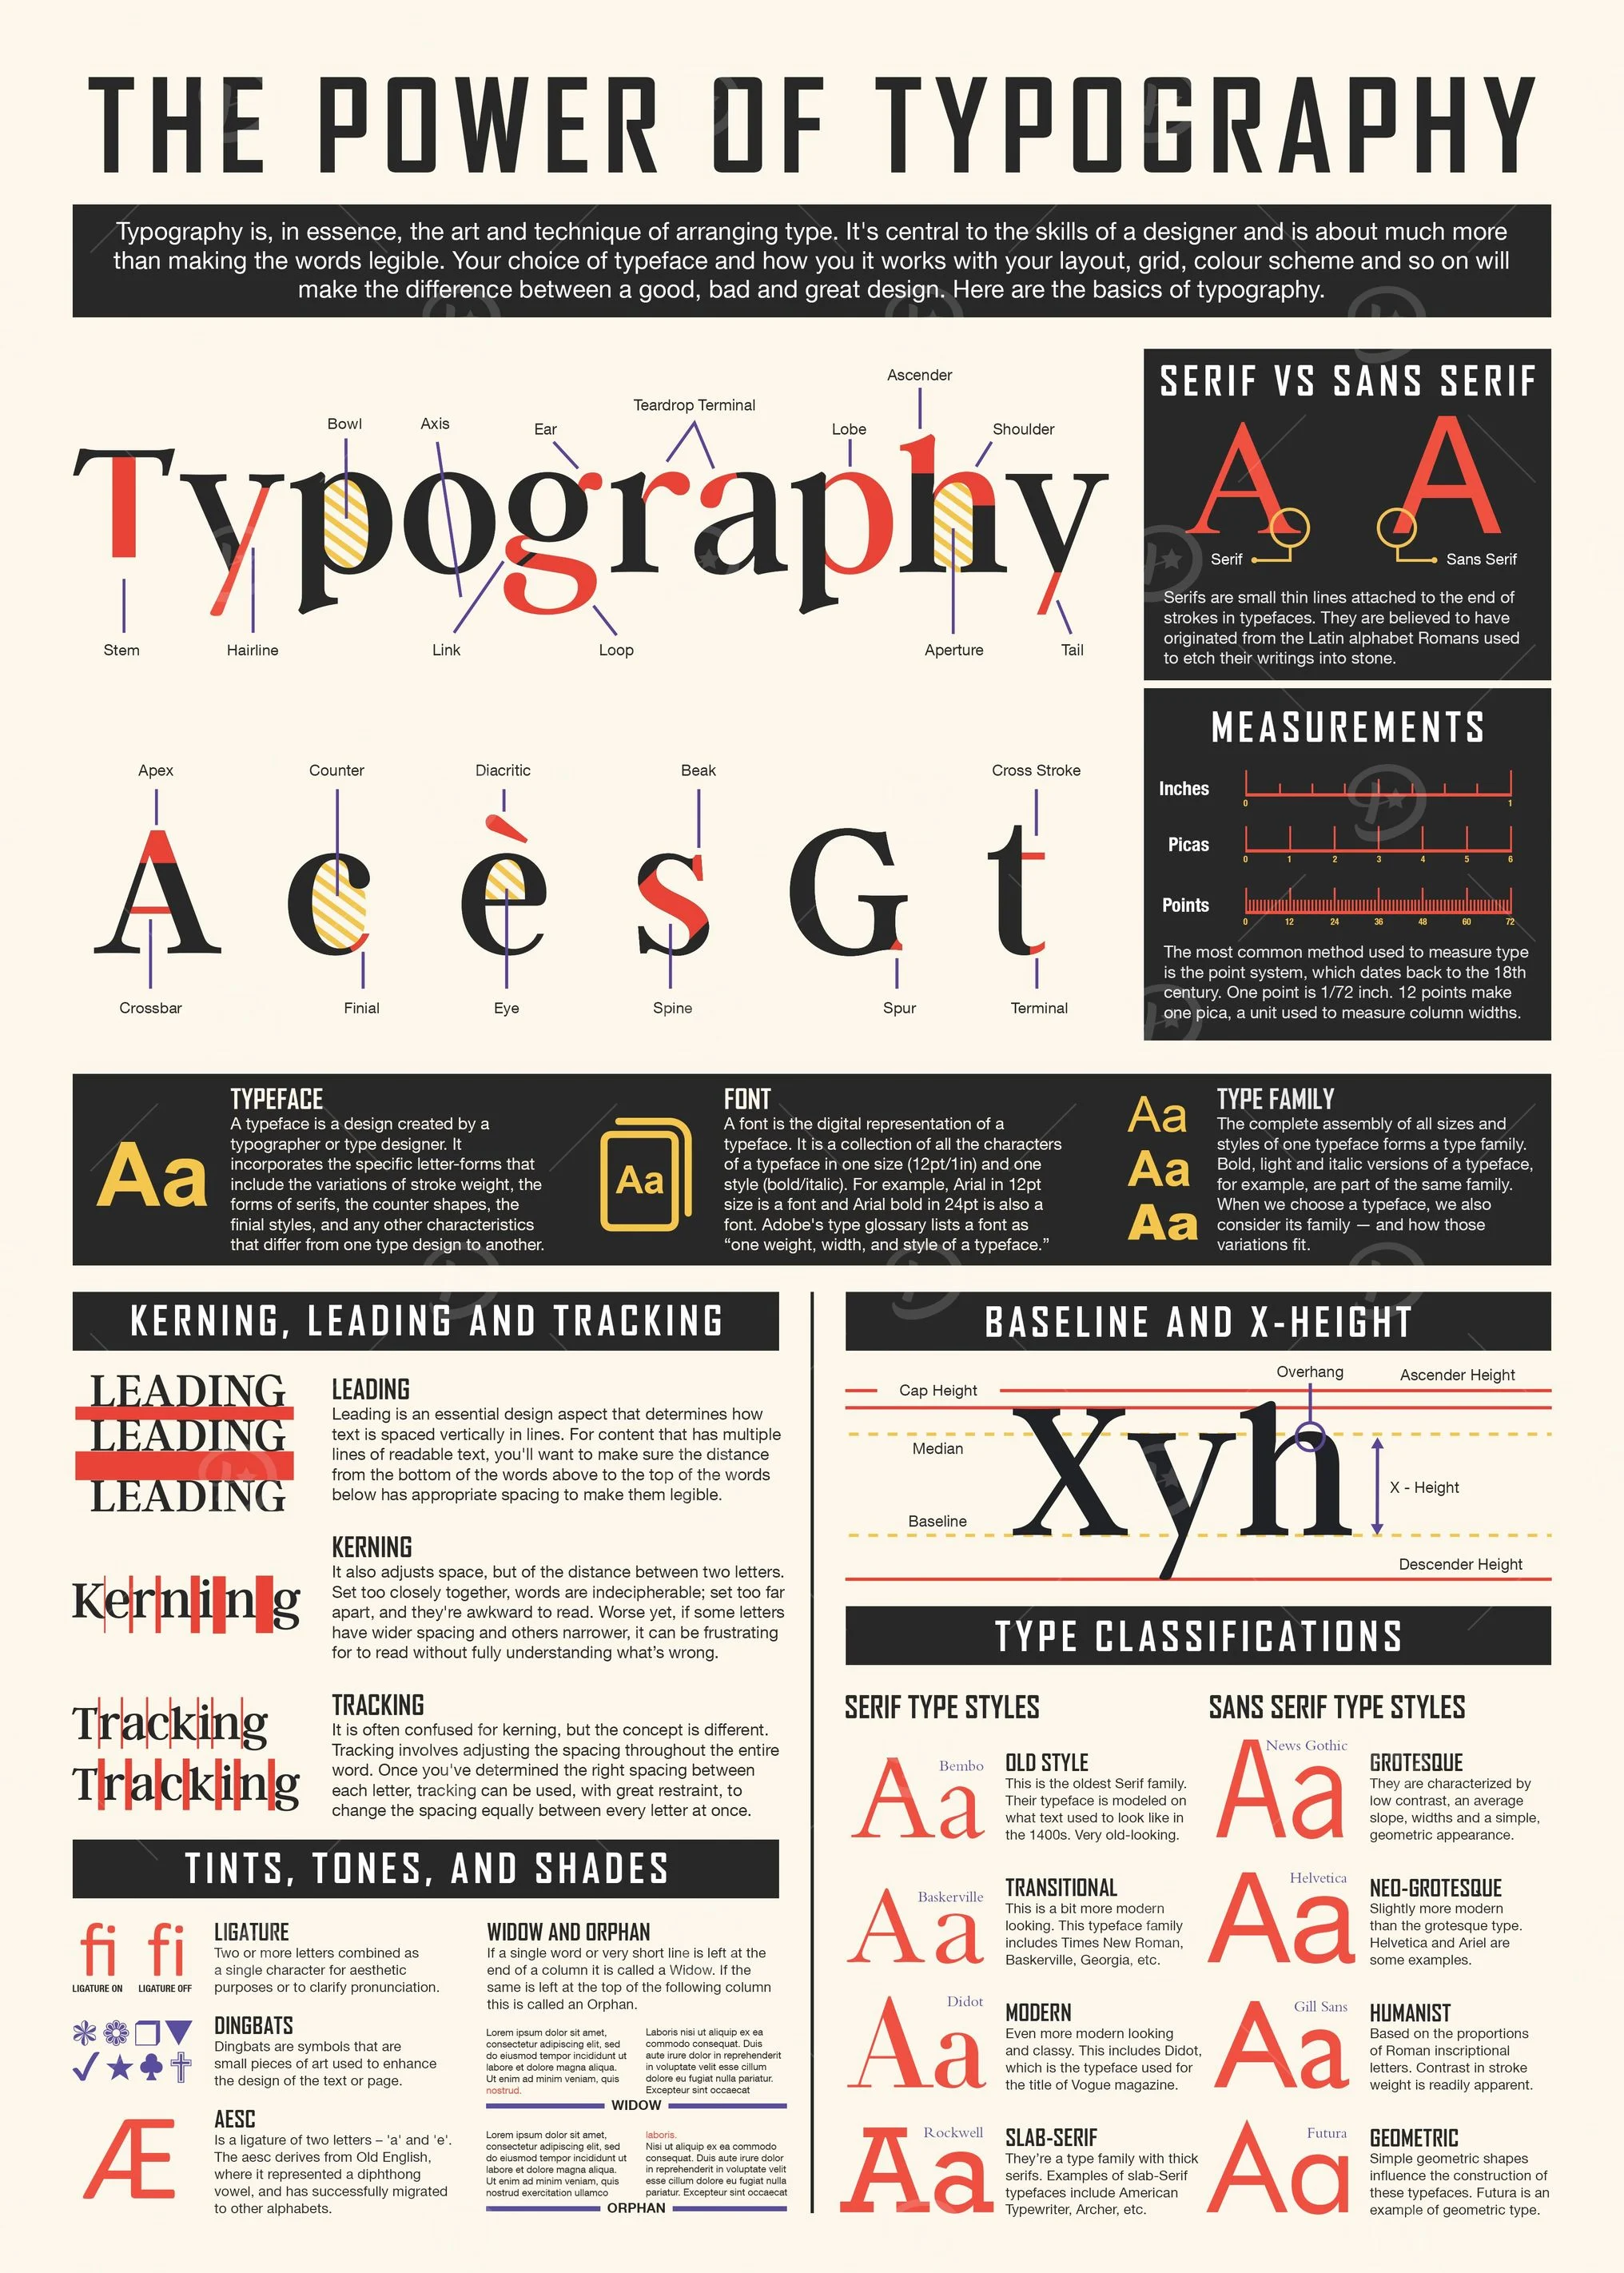 THE POWER OF TYPOGRAPHY
Typography is, in essence, the art and technique of arranging type. It's central to the skills of a designer and is about much more
than making the words legible. Your choice of typeface and how you it works with your layout, grid, colour scheme and so on will
make the difference between a good, bad and great design. Here are the basics of typography.
Ascender
Teardrop Terminal
Bowl
Axis
Ear
Lobe
Shoulder
Typography
Stem
Hairline
Link
Loop
Aperture
Tail
Apex
Counter
Diacritic
Beak
Cross Stroke
A c è s G t
Crossbar
Finial
Eye
Spine
Spur
Terminal
SERIF VS SANS SERIF
A A
Serif
Sans Serif
Serifs are small thin lines attached to the end of
strokes in typefaces. They are believed to have
originated from the Latin alphabet Romans used
to etch their writings into stone.
MEASUREMENTS
Inches
0 1
Picas
0 1 2 3 4 5 6
Points
0 12 24 36 48 60 72
The most common method used to measure type
is the point system, which dates back to the 18th
century. One point is 1/72 inch. 12 points make
one pica, a unit used to measure column widths.
Aa
TYPEFACE
A typeface is a design created by a
typographer or type designer. It
incorporates the specific letter-forms that
include the variations of stroke weight, the
forms of serifs, the counter shapes, the
finial styles, and any other characteristics
that differ from one type design to another.
Aa
FONT
A font is the digital representation of a
typeface. It is a collection of all the characters
of a typeface in one size (12pt/1in) and one
style (bold/italic). For example, Arial in 12pt
size is a font and Arial bold in 24pt is also a
font. Adobe's type glossary lists a font as
“one weight, width, and style of a typeface.”
Aa
Aa
Aa
TYPE FAMILY
The complete assembly of all sizes and
styles of one typeface forms a type family.
Bold, light and italic versions of a typeface,
for example, are part of the same family.
When we choose a typeface, we also
consider its family — and how those
variations fit.
KERNING, LEADING AND TRACKING
LEADING
LEADING
LEADING
LEADING
Leading is an essential design aspect that determines how
text is spaced vertically in lines. For content that has multiple
lines of readable text, you'll want to make sure the distance
from the bottom of the words above to the top of the words
below has appropriate spacing to make them legible.
Kerning
KERNING
It also adjusts space, but of the distance between two letters.
Set too closely together, words are indecipherable; set too far
apart, and they're awkward to read. Worse yet, if some letters
have wider spacing and others narrower, it can be frustrating
for to read without fully understanding what’s wrong.
Tracking
Tracking
TRACKING
It is often confused for kerning, but the concept is different.
Tracking involves adjusting the spacing throughout the entire
word. Once you've determined the right spacing between
each letter, tracking can be used, with great restraint, to
change the spacing equally between every letter at once.
TINTS, TONES, AND SHADES
fi fi
LIGATURE ON LIGATURE OFF
LIGATURE
Two or more letters combined as
a single character for aesthetic
purposes or to clarify pronunciation.
DINGBATS
Dingbats are symbols that are
small pieces of art used to enhance
the design of the text or page.
Æ
AESC
Is a ligature of two letters – 'a' and 'e'.
The aesc derives from Old English,
where it represented a diphthong
vowel, and has successfully migrated
to other alphabets.
WIDOW AND ORPHAN
If a single word or very short line is left at the
end of a column it is called a Widow. If the
same is left at the top of the following column
this is called an Orphan.
Lorem ipsum dolor sit amet,
consectetur adipiscing elit, sed
do eiusmod tempor incididunt ut
labore et dolore magna aliqua.
Ut enim ad minim veniam, quis
nostrud.
Laboris nisi ut aliquip ex ea
commodo consequat. Duis
aute irure dolor in reprehenderit
in voluptate velit esse cillum
dolore eu fugiat nulla pariatur.
Excepteur sint occaecat
WIDOW
Lorem ipsum dolor sit amet,
consectetur adipiscing elit, sed
do eiusmod tempor incididunt ut
labore et dolore magna aliqua.
Ut enim ad minim veniam, quis
nostrud exercitation ullamco
laboris.
Nisi ut aliquip ex ea commodo
consequat. Duis aute irure dolor
in reprehenderit in voluptate velit
esse cillum dolore eu fugiat nulla
pariatur. Excepteur sint occaecat
ORPHAN
BASELINE AND X-HEIGHT
Overhang
Ascender Height
Cap Height
Median
Xyh
X - Height
Baseline
Descender Height
TYPE CLASSIFICATIONS
SERIF TYPE STYLES
Bembo
Aa
OLD STYLE
This is the oldest Serif family.
Their typeface is modeled on
what text used to look like in
the 1400s. Very old-looking.
Baskerville
Aa
TRANSITIONAL
This is a bit more modern
looking. This typeface family
includes Times New Roman,
Baskerville, Georgia, etc.
Didot
Aa
MODERN
Even more modern looking
and classy. This includes Didot,
which is the typeface used for
the title of Vogue magazine.
Rockwell
Aa
SLAB-SERIF
They’re a type family with thick
serifs. Examples of slab-Serif
typefaces include American
Typewriter, Archer, etc.
SANS SERIF TYPE STYLES
News Gothic
Aa
GROTESQUE
They are characterized by
low contrast, an average
slope, widths and a simple,
geometric appearance.
Helvetica
Aa
NEO-GROTESQUE
Slightly more modern
than the grotesque type.
Helvetica and Ariel are
some examples.
Gill Sans
Aa
HUMANIST
Based on the proportions
of Roman inscriptional
letters. Contrast in stroke
weight is readily apparent.
Futura
Aa
GEOMETRIC
Simple geometric shapes
influence the construction of
these typefaces. Futura is an
example of geometric type.